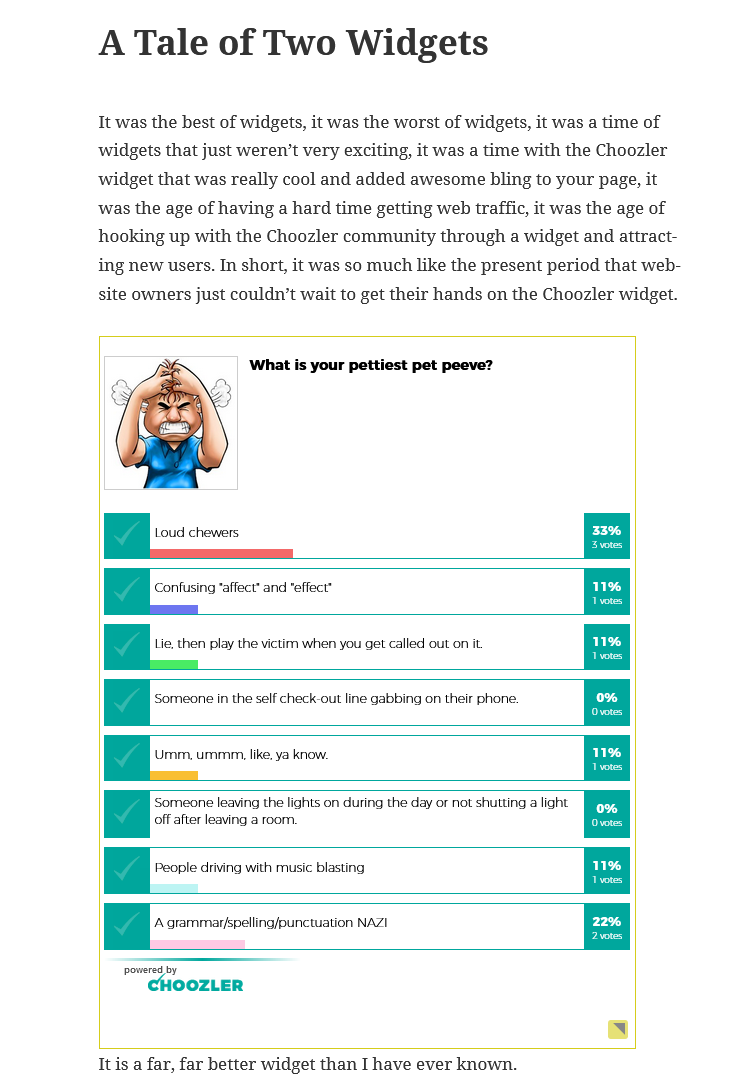 A Tale of Two Widgets
It was the best of widgets, it was the worst of widgets, it was a time of
widgets that just weren’t very exciting, it was a time with the Choozler
widget that was really cool and added awesome bling to your page, it
was the age of having a hard time getting web traffic, it was the age of
hooking up with the Choozler community through a widget and attract-
ing new users. In short, it was so much like the present period that web-
site owners just couldn’t wait to get their hands on the Choozler widget.
What is your pettiest pet peeve?
Loud chewers
33%
3 votes
Confusing "affect" and "effect"
11%
1 votes
Lie, then play the victim when you get called out on it.
11%
1 votes
Someone in the self check-out line gabbing on their phone.
0%
0 votes
Umm, ummm, like, ya know.
11%
1 votes
Someone leaving the lights on during the day or not shutting a light
off after leaving a room.
0%
0 votes
People driving with music blasting
11%
1 votes
A grammar/spelling/punctuation NAZI
22%
2 votes
powered by
CHOOZLER
It is a far, far better widget than I have ever known.